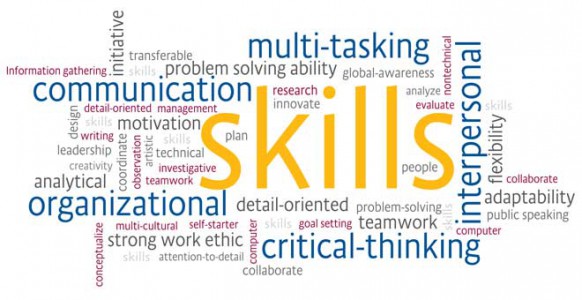 initiative
transferable
multi-tasking
nontechnical
Information gathering
skills
problem solving ability
global-awareness
interpersonal
communication
research
analyze
design
detail-oriented
management
innovate
evaluate
skills
skills
motivation
skills
flexibility
writing
coordinate
artistic
plan
leadership
observation
technical
people
creativity
investigative
collaborate
analytical
teamwork
adaptability
organizational
detail-oriented
problem-solving
skills
public speaking
multi-cultural
self-starter
skills
goal setting
teamwork
computer
conceptualize
strong work ethic
computer
critical-thinking
skills
attention-to-detail
collaborate